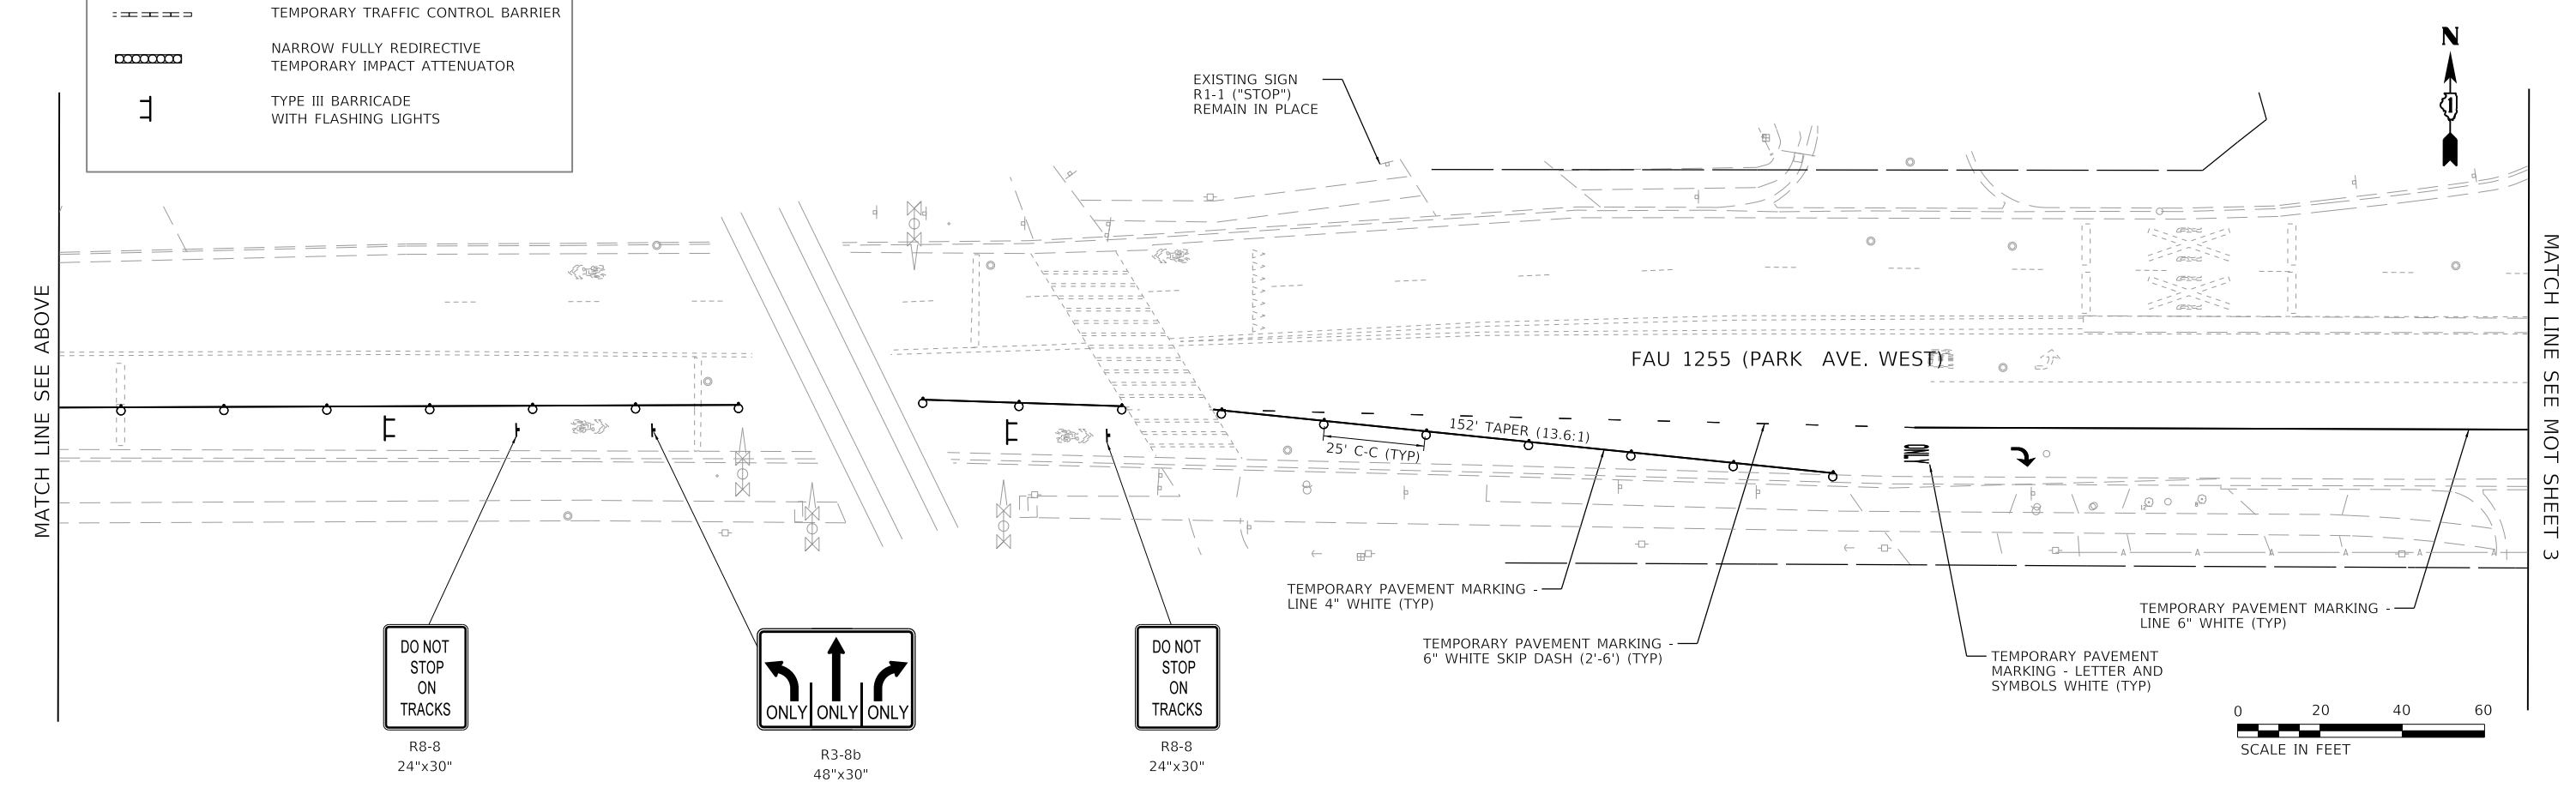 TEMPORARY TRAFFIC CONTROL BARRIER
NARROW FULLY REDIRECTIVE
TEMPORARY IMPACT ATTENUATOR
TYPE III BARRICADE
WITH FLASHING LIGHTS
EXISTING SIGN
R1-1 ("STOP")
REMAIN IN PLACE
N
MATCH LINE SEE ABOVE
MATCH LINE SEE MOT SHEET 3
FAU 1255 (PARK AVE. WEST)
152' TAPER (13.6:1)
25' C-C (TYP)
TEMPORARY PAVEMENT MARKING -
LINE 4" WHITE (TYP)
TEMPORARY PAVEMENT MARKING -
6" WHITE SKIP DASH (2'-6') (TYP)
TEMPORARY PAVEMENT
MARKING - LETTER AND
SYMBOLS WHITE (TYP)
TEMPORARY PAVEMENT MARKING -
LINE 6" WHITE (TYP)
DO NOT
STOP
ON
TRACKS
R8-8
24"x30"
ONLY ONLY ONLY
R3-8b
48"x30"
DO NOT
STOP
ON
TRACKS
R8-8
24"x30"
0 20 40 60
SCALE IN FEET